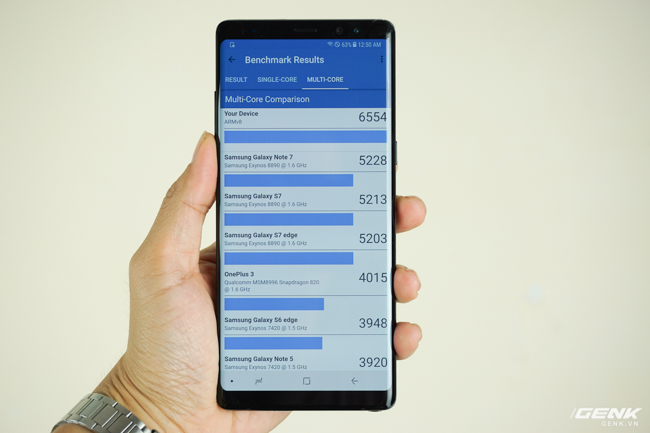 63% 12:50 AM
Benchmark Results
RESULT SINGLE-CORE MULTI-CORE
Multi-Core Comparison
Your Device 6554
ARMv8
Samsung Galaxy Note 7 5228
Samsung Exynos 8890 @ 1.6 GHz
Samsung Galaxy S7 5213
Samsung Exynos 8890 @ 1.6 GHz
Samsung Galaxy S7 edge 5203
Samsung Exynos 8890 @ 1.6 GHz
OnePlus 3 4015
Qualcomm MSM8996 Snapdragon 820
@ 1.6 GHz
Samsung Galaxy S6 edge 3948
Samsung Exynos 7420 @ 1.5 GHz
Samsung Galaxy Note 5 3920
Samsung Exynos 7420 @ 1.5 GHz
GENK
GENK.VN